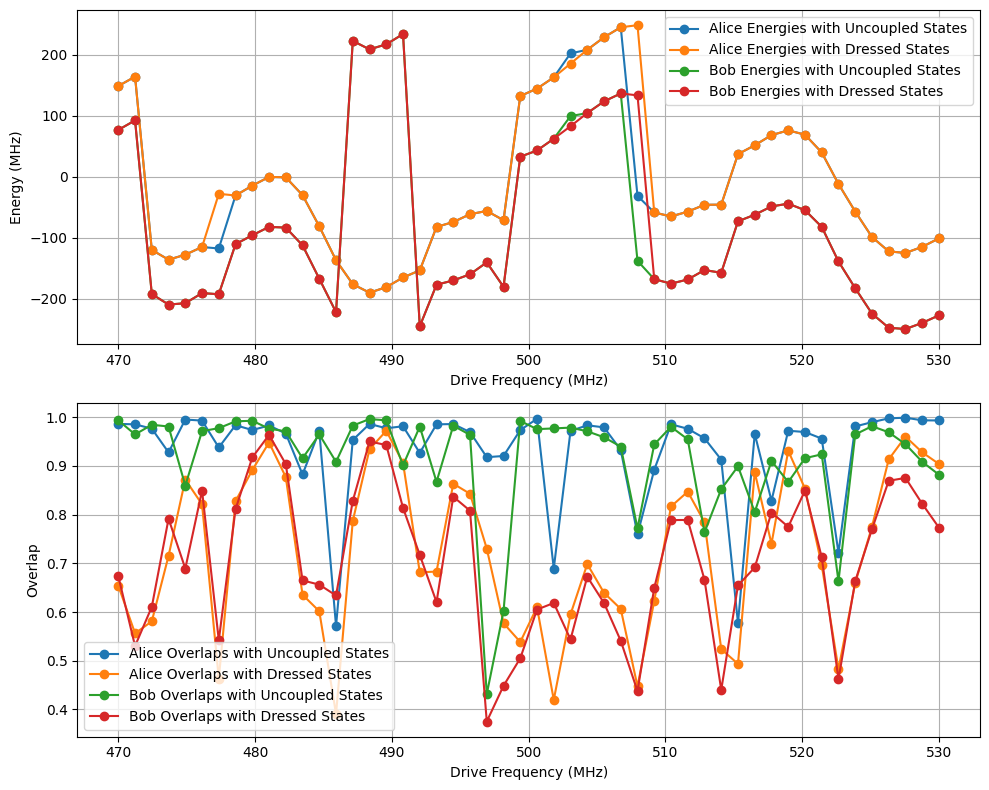 Alice Energies with Uncoupled States
Alice Energies with Dressed States
Bob Energies with Uncoupled States
Bob Energies with Dressed States
200
100
0
−100
−200
Energy (MHz)
470
480
490
500
510
520
530
Drive Frequency (MHz)
1.0
0.9
0.8
0.7
0.6
0.5
0.4
Overlap
Alice Overlaps with Uncoupled States
Alice Overlaps with Dressed States
Bob Overlaps with Uncoupled States
Bob Overlaps with Dressed States
470
480
490
500
510
520
530
Drive Frequency (MHz)